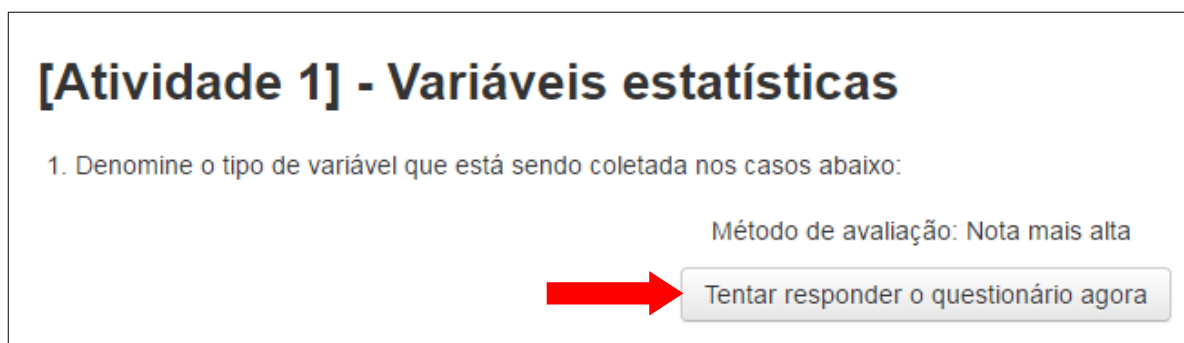 [Atividade 1] - Variáveis estatísticas
1. Denomine o tipo de variável que está sendo coletada nos casos abaixo:
Método de avaliação: Nota mais alta
Tentar responder o questionário agora